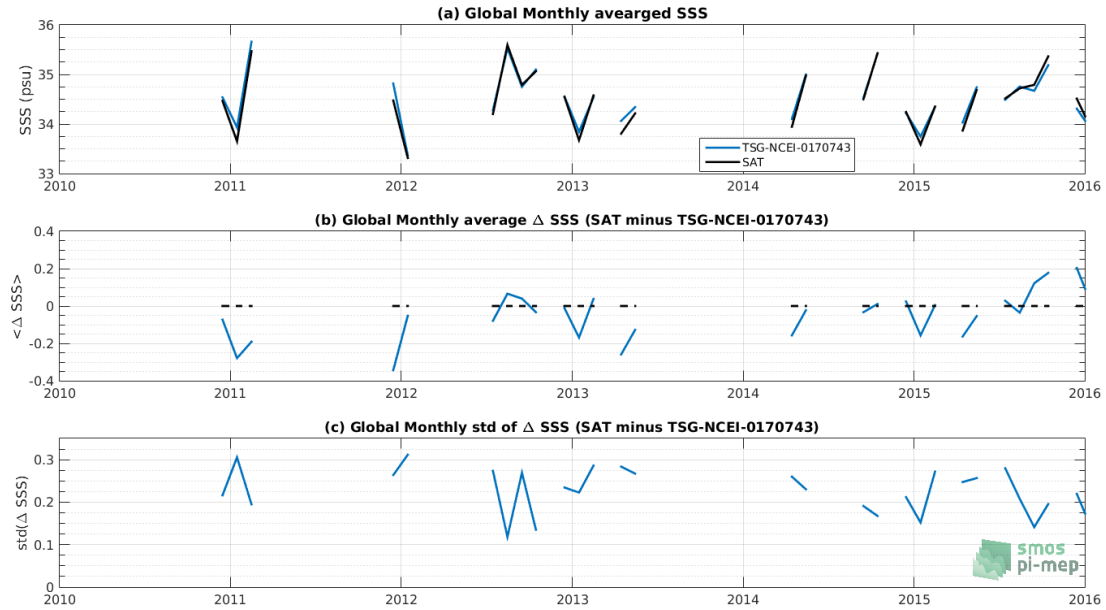 (a) Global Monthly avearged SSS
36
35
34
33
SSS (psu)
TSG-NCEI-0170743
SAT
2010 2011 2012 2013 2014 2015 2016
(b) Global Monthly average Δ SSS (SAT minus TSG-NCEI-0170743)
0.4
0.2
0
-0.2
-0.4
<Δ SSS>
2010 2011 2012 2013 2014 2015 2016
(c) Global Monthly std of Δ SSS (SAT minus TSG-NCEI-0170743)
0.3
0.2
0.1
0
std(Δ SSS)
2010 2011 2012 2013 2014 2015 2016
smos
pi-mep